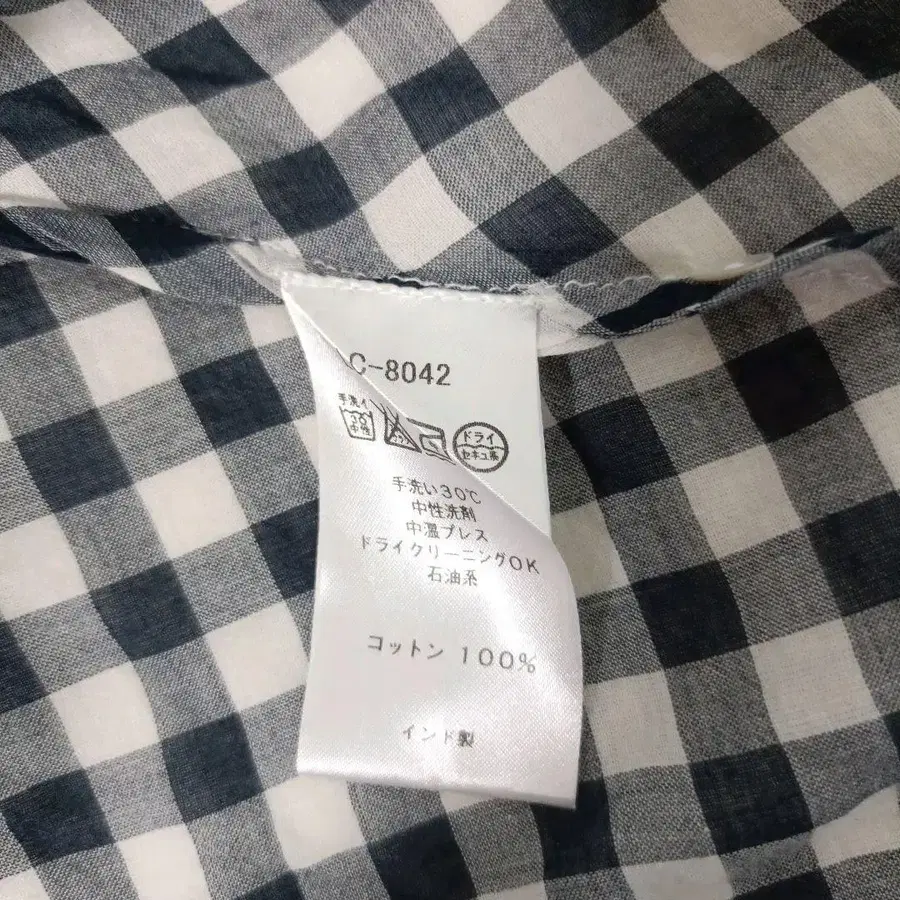 C-8042
手洗イ
中性
ドライ
セキユ系
手洗い30℃
中性洗剤
中温プレス
ドライクリーニングOK
石油系
コットン 100%
インド製